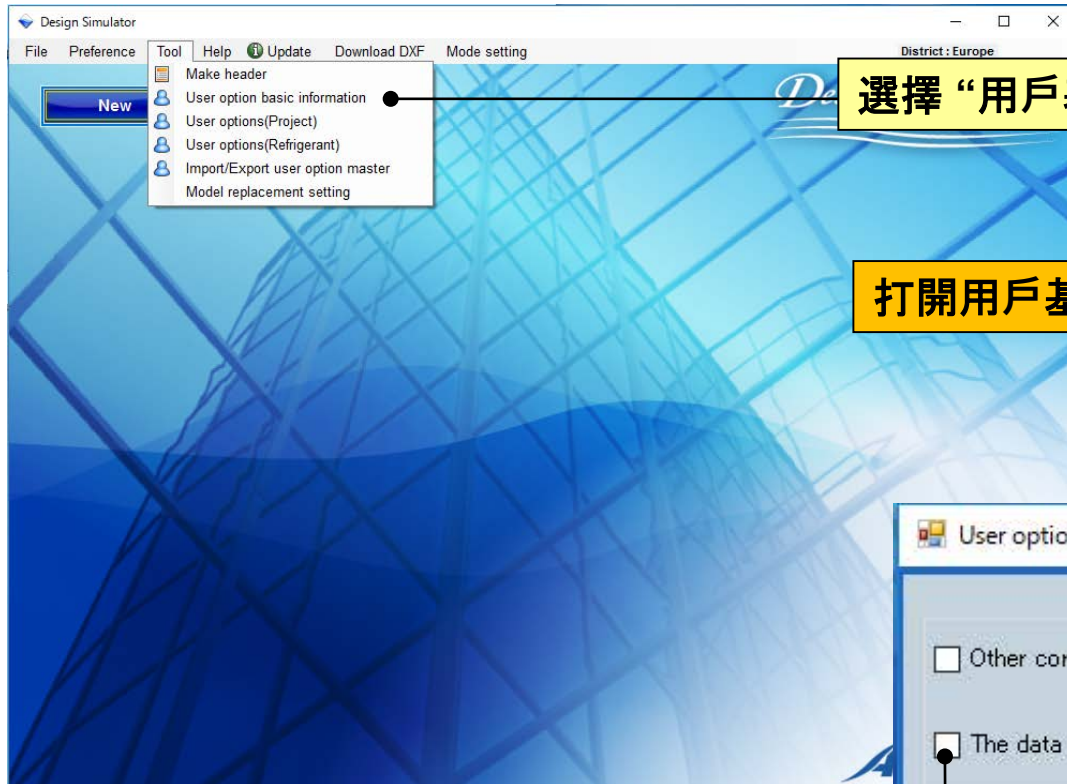 Design Simulator
File Preference Tool Help Update Download DXF Mode setting
District : Europe
New
Make header
User option basic information
User options(Project)
User options(Refrigerant)
Import/Export user option master
Model replacement setting
選擇 “用戶
打開用戶基
User optio
Other
The data